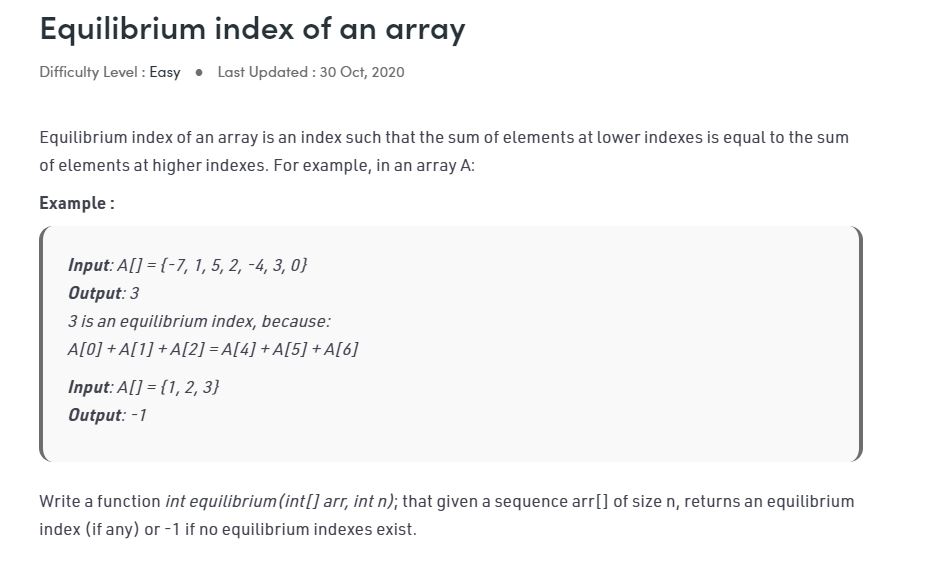 Equilibrium index of an array
Difficulty Level : Easy ● Last Updated : 30 Oct, 2020
Equilibrium index of an array is an index such that the sum of elements at lower indexes is equal to the sum
of elements at higher indexes. For example, in an array A:
Example :
Input: A[] = {-7, 1, 5, 2, -4, 3, 0}
Output: 3
3 is an equilibrium index, because:
A[0] + A[1] + A[2] = A[4] + A[5] + A[6]
Input: A[] = {1, 2, 3}
Output: -1
Write a function int equilibrium(int[] arr, int n); that given a sequence arr[] of size n, returns an equilibrium
index (if any) or -1 if no equilibrium indexes exist.